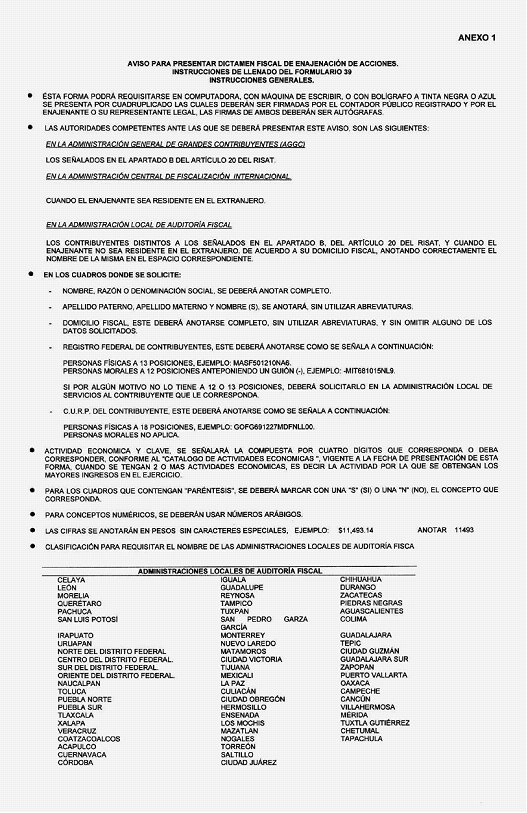 ANEXO 1
AVISO PARA PRESENTAR DICTAMEN FISCAL DE ENAJENACIÓN DE ACCIONES.
INSTRUCCIONES DE LLENADO DEL FORMULARIO 39
INSTRUCCIONES GENERALES.
● ÉSTA FORMA PODRÁ REQUISITARSE EN COMPUTADORA, CON MÁQUINA DE ESCRIBIR, O CON BOLÍGRAFO A TINTA NEGRA O AZUL
SE PRESENTA POR CUADRUPLICADO LAS CUALES DEBERÁN SER FIRMADAS POR EL CONTADOR PÚBLICO REGISTRADO Y POR EL
ENAJENANTE O SU REPRESENTANTE LEGAL, LAS FIRMAS DE AMBOS DEBERÁN SER AUTÓGRAFAS.
● LAS AUTORIDADES COMPETENTES ANTE LAS QUE SE DEBERÁ PRESENTAR ESTE AVISO, SON LAS SIGUIENTES:
EN LA ADMINISTRACIÓN GENERAL DE GRANDES CONTRIBUYENTES (AGGC)
LOS SEÑALADOS EN EL APARTADO B DEL ARTÍCULO 20 DEL RISAT.
EN LA ADMINISTRACIÓN CENTRAL DE FISCALIZACIÓN INTERNACIONAL.
CUANDO EL ENAJENANTE SEA RESIDENTE EN EL EXTRANJERO.
EN LA ADMINISTRACIÓN LOCAL DE AUDITORÍA FISCAL
LOS CONTRIBUYENTES DISTINTOS A LOS SEÑALADOS EN EL APARTADO B, DEL ARTÍCULO 20 DEL RISAT, Y CUANDO EL
ENAJENANTE NO SEA RESIDENTE EN EL EXTRANJERO, DE ACUERDO A SU DOMICILIO FISCAL, ANOTANDO CORRECTAMENTE EL
NOMBRE DE LA MISMA EN EL ESPACIO CORRESPONDIENTE.
● EN LOS CUADROS DONDE SE SOLICITE:
- NOMBRE, RAZÓN O DENOMINACIÓN SOCIAL, SE DEBERÁ ANOTAR COMPLETO.
- APELLIDO PATERNO, APELLIDO MATERNO Y NOMBRE (S), SE ANOTARÁ, SIN UTILIZAR ABREVIATURAS.
- DOMICILIO FISCAL, ESTE DEBERÁ ANOTARSE COMPLETO, SIN UTILIZAR ABREVIATURAS, Y SIN OMITIR ALGUNO DE LOS
DATOS SOLICITADOS.
- REGISTRO FEDERAL DE CONTRIBUYENTES, ESTE DEBERÁ ANOTARSE COMO SE SEÑALA A CONTINUACIÓN:
PERSONAS FÍSICAS A 13 POSICIONES, EJEMPLO: MASF501210NA6.
PERSONAS MORALES A 12 POSICIONES ANTEPONIENDO UN GUIÓN (-), EJEMPLO: -MIT681015NL9.
SI POR ALGÚN MOTIVO NO LO TIENE A 12 O 13 POSICIONES, DEBERÁ SOLICITARLO EN LA ADMINISTRACIÓN LOCAL DE
SERVICIOS AL CONTRIBUYENTE QUE LE CORRESPONDA.
- C.U.R.P. DEL CONTRIBUYENTE, ESTE DEBERÁ ANOTARSE COMO SE SEÑALA A CONTINUACIÓN:
PERSONAS FÍSICAS A 18 POSICIONES, EJEMPLO: GOFG691227MDFNLL00.
PERSONAS MORALES NO APLICA.
● ACTIVIDAD ECONOMICA Y CLAVE, SE SEÑALARÁ LA COMPUESTA POR CUATRO DÍGITOS QUE CORRESPONDA O DEBA
CORRESPONDER, CONFORME AL "CATALOGO DE ACTIVIDADES ECONOMICAS ", VIGENTE A LA FECHA DE PRESENTACIÓN DE ESTA
FORMA, CUANDO SE TENGAN 2 O MAS ACTIVIDADES ECONOMICAS, ES DECIR LA ACTIVIDAD POR LA QUE SE OBTENGAN LOS
MAYORES INGRESOS EN EL EJERCICIO.
● PARA LOS CUADROS QUE CONTENGAN "PARÉNTESIS", SE DEBERÁ MARCAR CON UNA "S" (SI) O UNA "N" (NO), EL CONCEPTO QUE
CORRESPONDA.
● PARA CONCEPTOS NUMÉRICOS, SE DEBERÁN USAR NÚMEROS ARÁBIGOS.
● LAS CIFRAS SE ANOTARÁN EN PESOS SIN CARACTERES ESPECIALES, EJEMPLO: $11,493.14 ANOTAR 11493
● CLASIFICACIÓN PARA REQUISITAR EL NOMBRE DE LAS ADMINISTRACIONES LOCALES DE AUDITORÍA FISCA
ADMINISTRACIONES LOCALES DE AUDITORÍA FISCAL
CELAYA IGUALA CHIHUAHUA
LEÓN GUADALUPE DURANGO
MORELIA REYNOSA ZACATECAS
QUERÉTARO TAMPICO PIEDRAS NEGRAS
PACHUCA TUXPAN AGUASCALIENTES
SAN LUIS POTOSÍ SAN PEDRO GARZA COLIMA
GARCÍA
IRAPUATO MONTERREY GUADALAJARA
URUAPAN NUEVO LAREDO TEPIC
NORTE DEL DISTRITO FEDERAL MATAMOROS CIUDAD GUZMÁN
CENTRO DEL DISTRITO FEDERAL. CIUDAD VICTORIA GUADALAJARA SUR
SUR DEL DISTRITO FEDERAL. TIJUANA ZAPOPAN
ORIENTE DEL DISTRITO FEDERAL. MEXICALI PUERTO VALLARTA
NAUCALPAN LA PAZ OAXACA
TOLUCA CULIACÁN CAMPECHE
PUEBLA NORTE CIUDAD OBREGÓN CANCÚN
PUEBLA SUR HERMOSILLO VILLAHERMOSA
TLAXCALA ENSENADA MÉRIDA
XALAPA LOS MOCHIS TUXTLA GUTIÉRREZ
VERACRUZ MAZATLAN CHETUMAL
COATZACOALCOS NOGALES TAPACHULA
ACAPULCO TORREÓN
CUERNAVACA SALTILLO
CÓRDOBA CIUDAD JUÁREZ